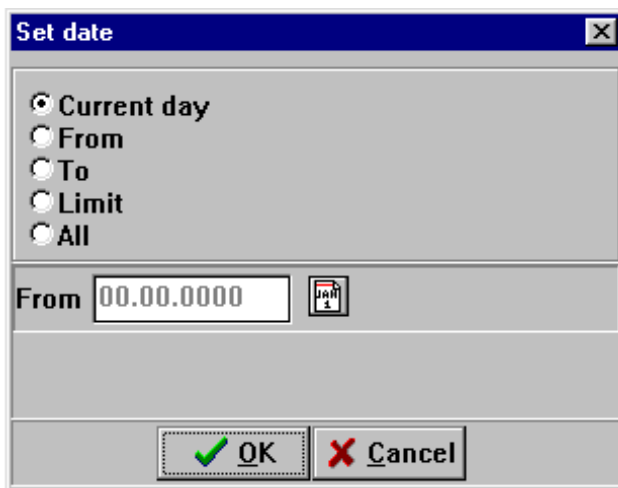 Set date
Current day
From
To
Limit
All
From 00.00.0000 JAN
1
OK Cancel